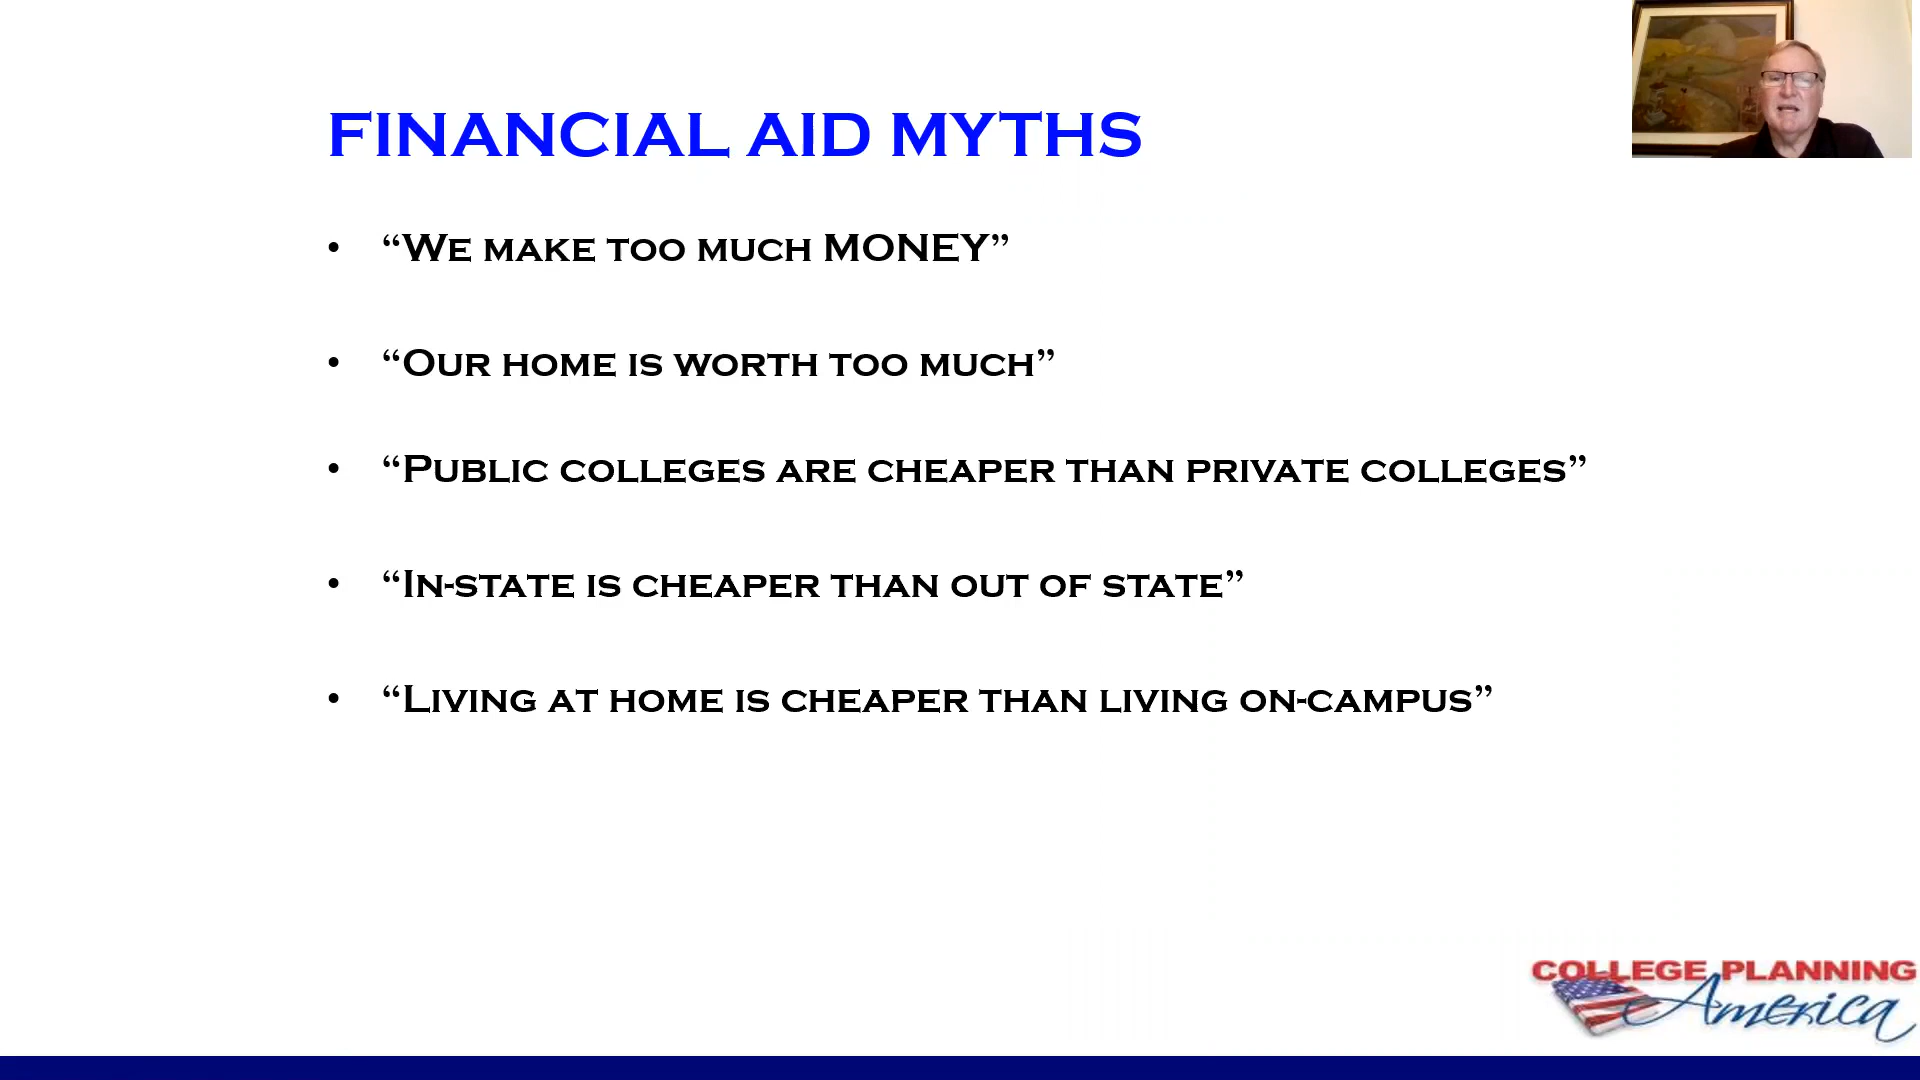 FINANCIAL AID MYTHS
• “We make too much MONEY”
• “Our home is worth too much”
• “Public colleges are cheaper than private colleges”
• “In-state is cheaper than out of state”
• “Living at home is cheaper than living on-campus”
COLLEGE PLANNING
America